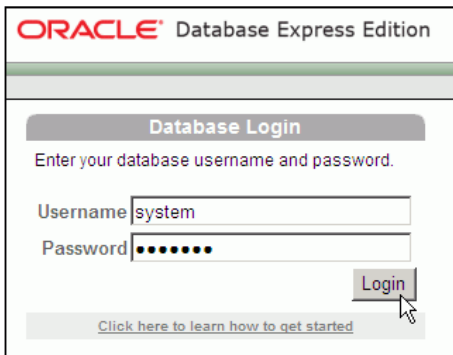 ORACLE® Database Express Edition
Database Login
Enter your database username and password.
Username system
Password •••••••
Login
Click here to learn how to get started